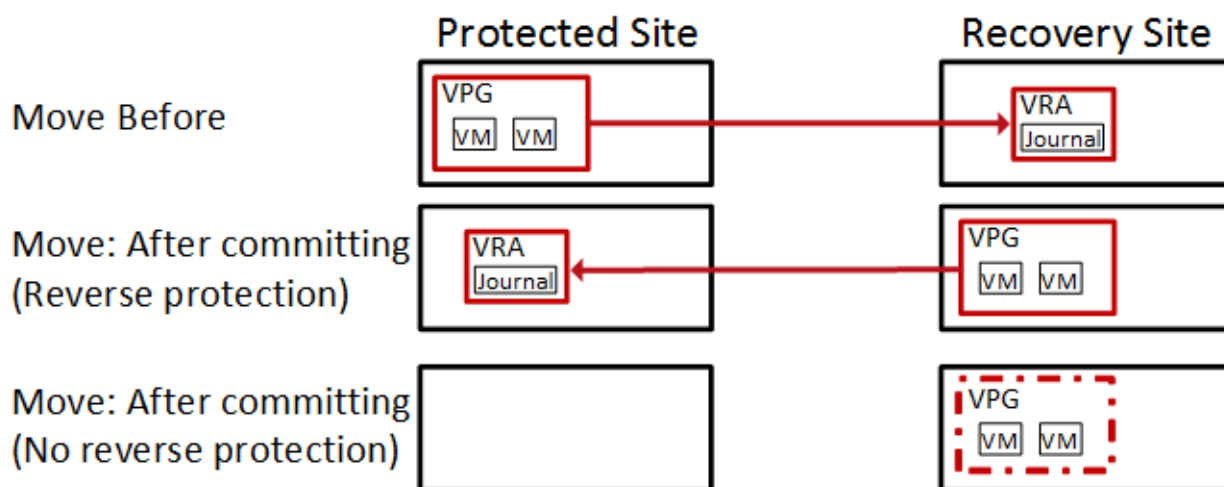 Protected Site
Recovery Site
Move Before
VPG
VM VM
VRA
Journal
Move: After committing
(Reverse protection)
VRA
Journal
VPG
VM VM
Move: After committing
(No reverse protection)
VPG
VM VM